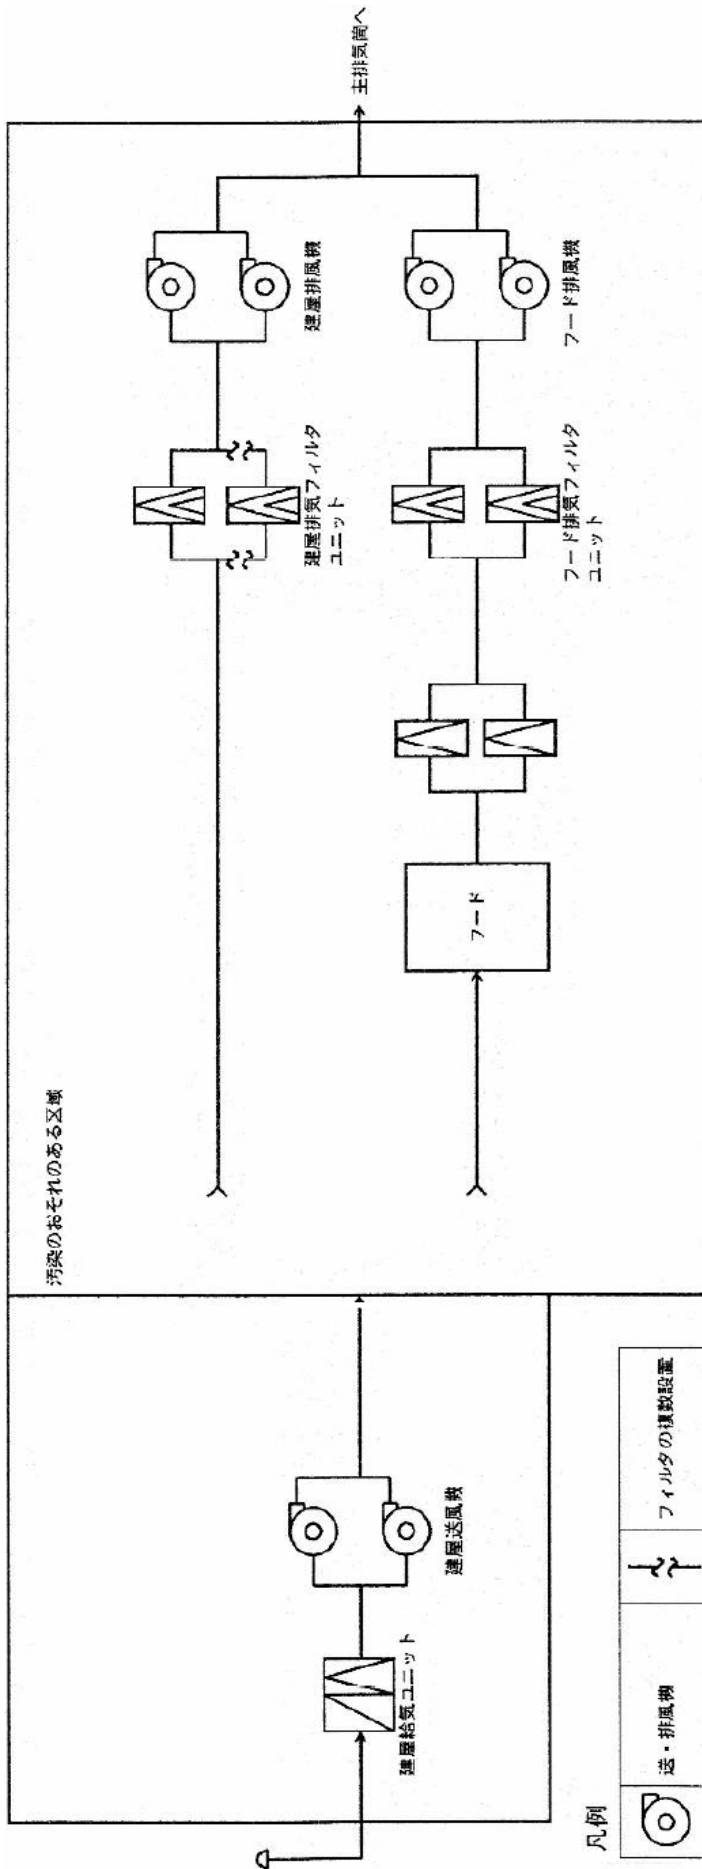 汚染のおそれのある区域
主排気筒へ
建屋排気フィルタ
ユニット
建屋排風機
フード
フード排気フィルタ
ユニット
フード排風機
建屋給気ユニット
建屋送風機
凡例
送・排風機
フィルタの複数設置